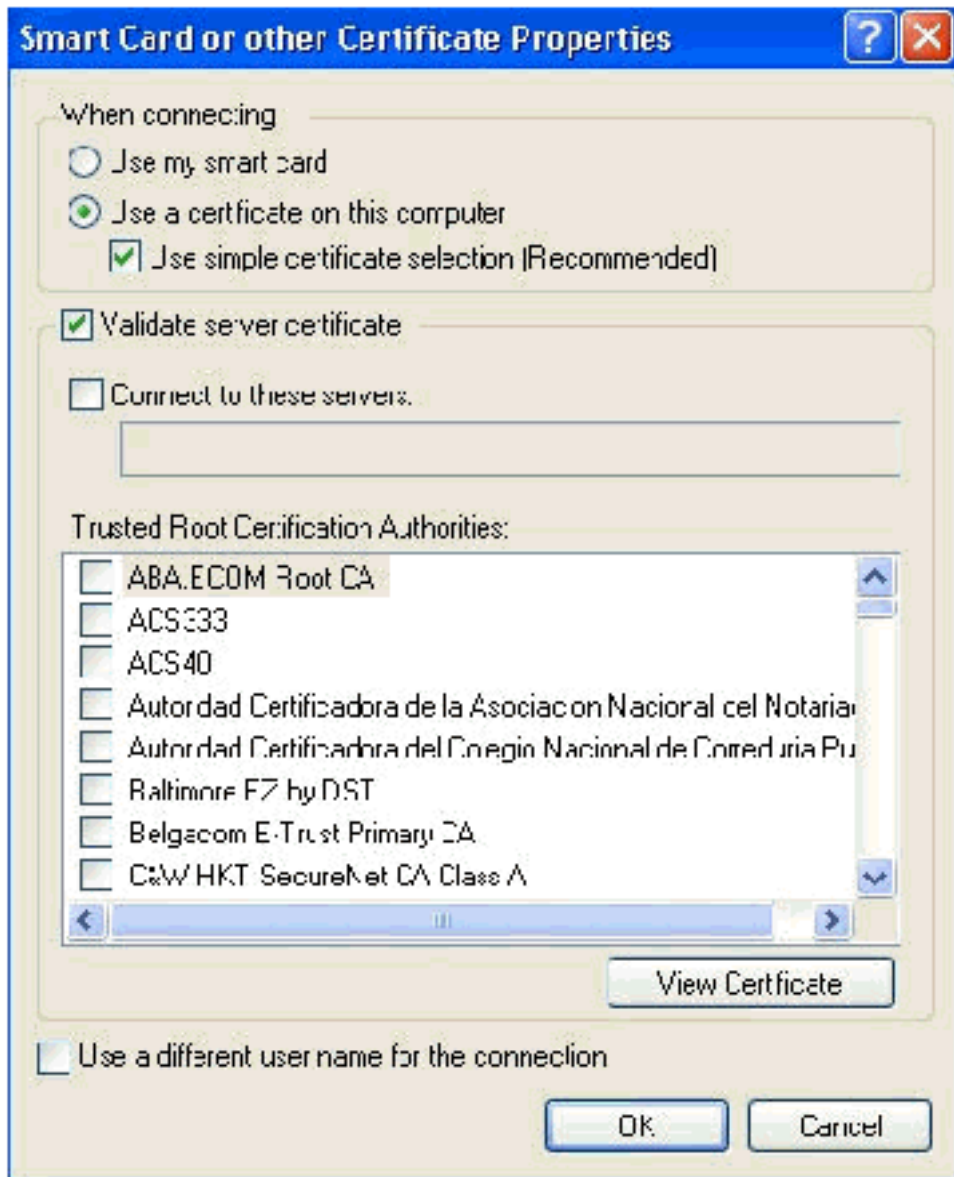 Smart Card or other Certificate Properties
When connecting
Use my smart card
Use a certificate on this computer
Use simple certificate selection (Recommended)
Validate server certificate
Connect to these servers:
Trusted Root Certification Authorities:
ABA.ECOM Root CA
ACS333
ACS40
Autoridad Certificadora de la Asociacion Nacional del Notaria
Autoridad Certificadora del Colegio Nacional de Correduria Pu
Baltimore EZ by DST
Belgacom E-Trust Primary CA
C&W HKT SecureNet CA Class A
View Certificate
Use a different user name for the connection
OK
Cancel